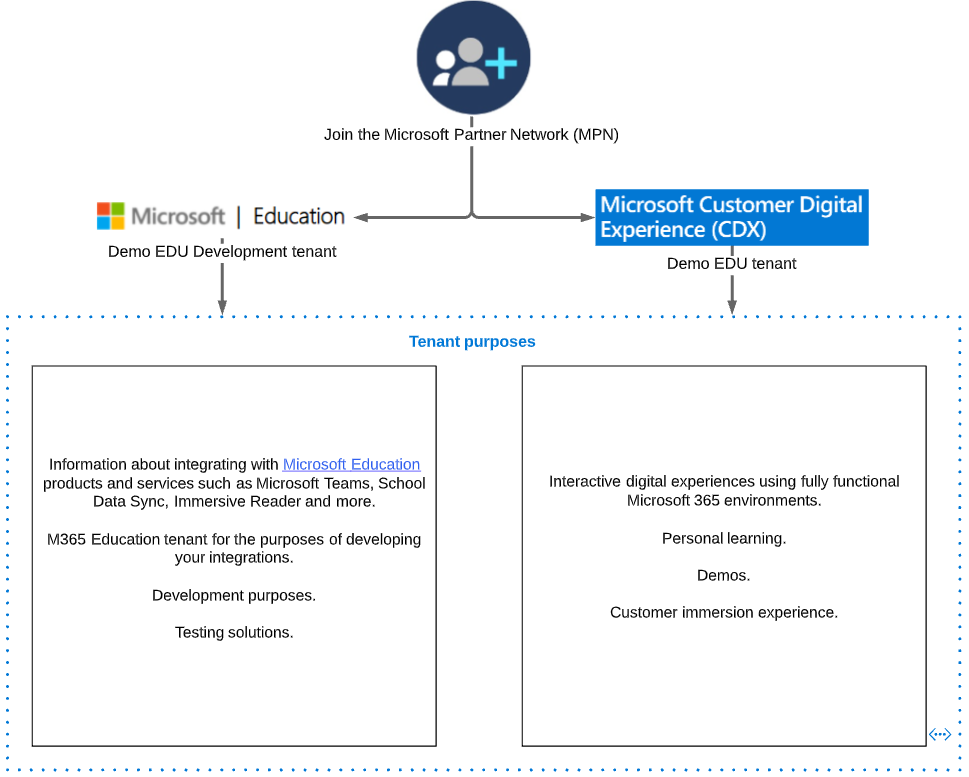 Join the Microsoft Partner Network (MPN)
Microsoft | Education
Demo EDU Development tenant
Microsoft Customer Digital
Experience (CDX)
Demo EDU tenant
Tenant purposes
Information about integrating with Microsoft Education
products and services such as Microsoft Teams, School
Data Sync, Immersive Reader and more.
M365 Education tenant for the purposes of developing
your integrations.
Development purposes.
Testing solutions.
Interactive digital experiences using fully functional
Microsoft 365 environments.
Personal learning.
Demos.
Customer immersion experience.